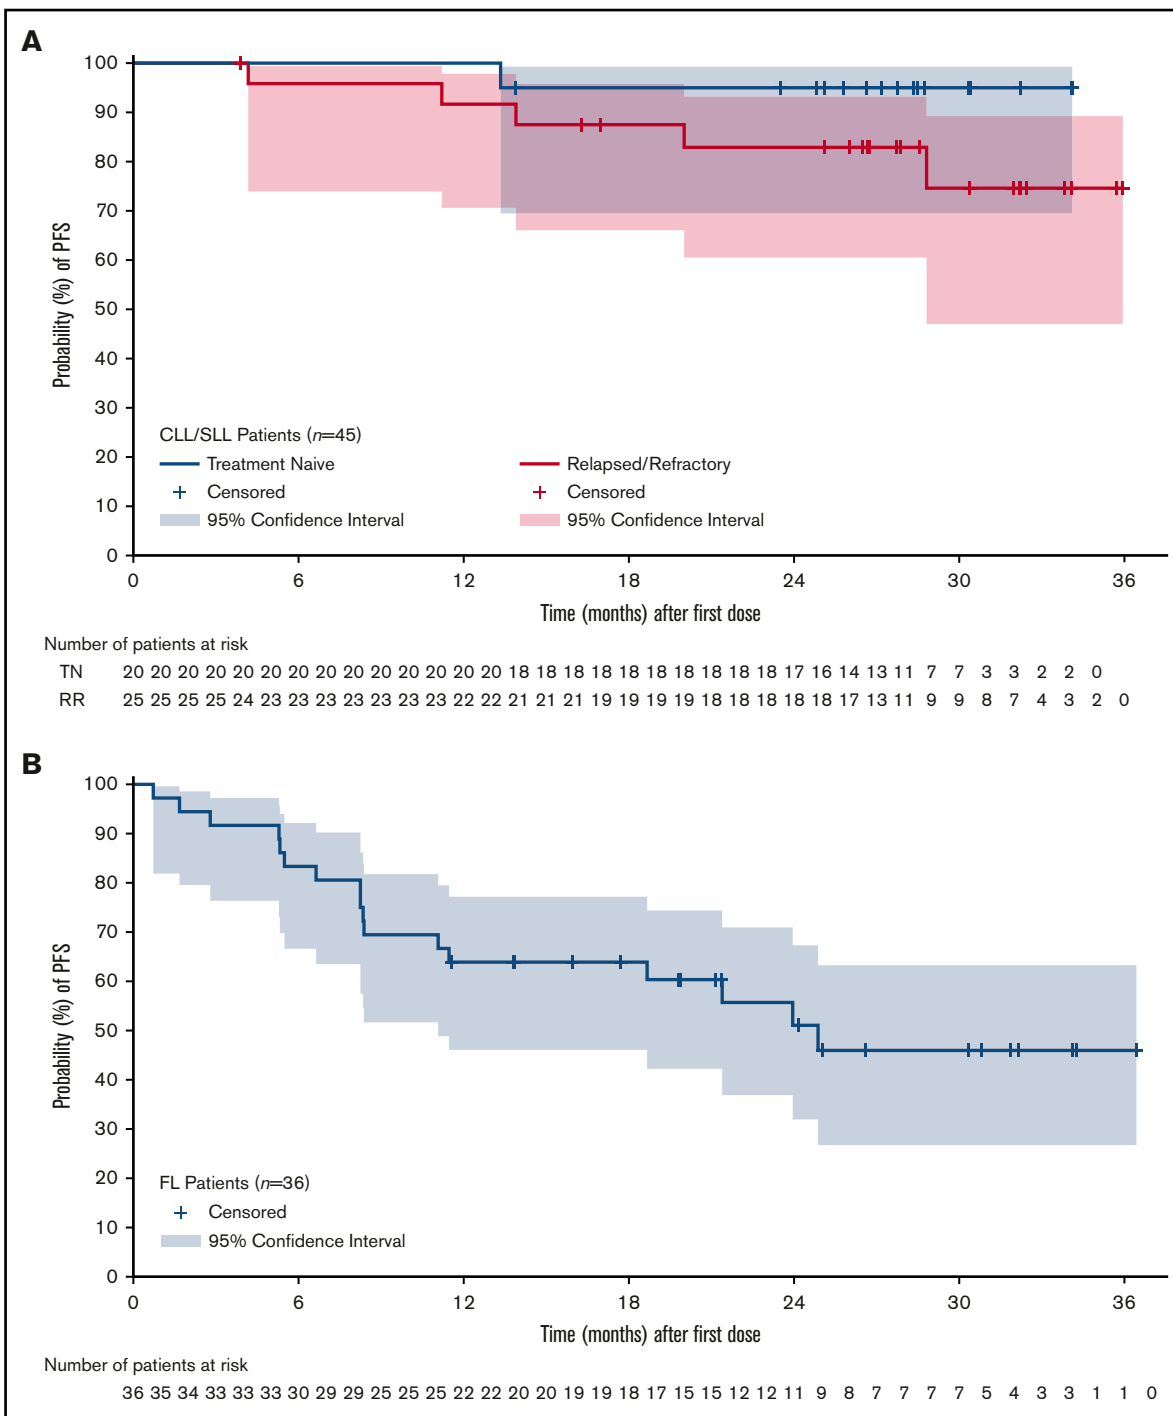 A
100
90
80
70
60
50
40
30
20
10
0
Probability (%) of PFS
CLL/SLL Patients (n=45)
Treatment Naive Relapsed/Refractory
Censored Censored
95% Confidence Interval 95% Confidence Interval
0 6 12 18 24 30 36
Time (months) after first dose
Number of patients at risk
TN 20 20 20 20 20 20 20 20 20 20 20 20 20 20 18 18 18 18 18 18 18 18 18 18 17 16 14 13 11 7 7 3 3 2 2 0
RR 25 25 25 25 24 23 23 23 23 23 23 23 22 22 21 21 21 19 19 19 19 18 18 18 18 18 17 13 11 9 9 8 7 4 3 2 0
B
100
90
80
70
60
50
40
30
20
10
0
Probability (%) of PFS
FL Patients (n=36)
Censored
95% Confidence Interval
0 6 12 18 24 30 36
Time (months) after first dose
Number of patients at risk
36 35 34 33 33 33 30 29 29 25 25 25 22 22 20 20 19 19 18 17 15 15 12 12 11 9 8 7 7 7 7 5 4 3 3 1 1 0